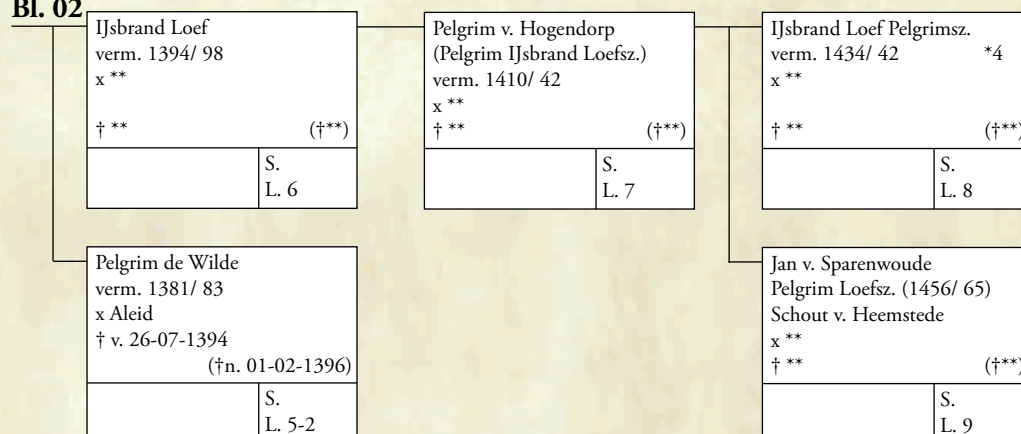 Bl. 02
IJsbrand Loef
verm. 1394/ 98
x **
† ** (†**)
S.
L. 6
Pelgrim v. Hogendorp
(Pelgrim IJsbrand Loefsz.)
verm. 1410/ 42
x **
† ** (†**)
S.
L. 7
IJsbrand Loef Pelgrimsz.
verm. 1434/ 42 *4
x **
† ** (†**)
S.
L. 8
Pelgrim de Wilde
verm. 1381/ 83
x Aleid
† v. 26-07-1394
(†n. 01-02-1396)
S.
L. 5-2
Jan v. Sparenwoude
Pelgrim Loefsz. (1456/ 65)
Schout v. Heemstede
x **
† ** (†**)
S.
L. 9